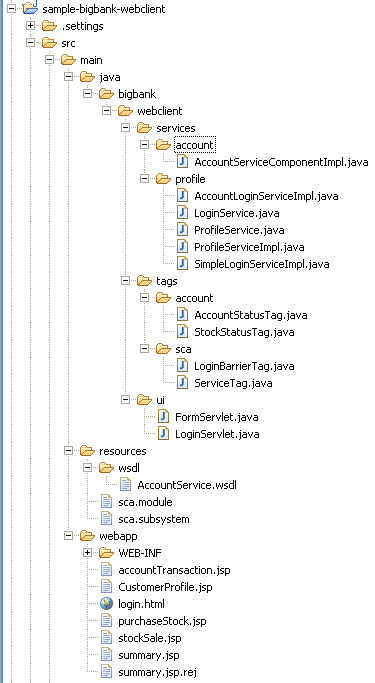 sample-bigbank-webclient
.settings
src
main
java
bigbank
webclient
services
account
AccountServiceComponentImpl.java
profile
AccountLoginServiceImpl.java
LoginService.java
ProfileService.java
ProfileServiceImpl.java
SimpleLoginServiceImpl.java
tags
account
AccountStatusTag.java
StockStatusTag.java
sca
LoginBarrierTag.java
ServiceTag.java
ui
FormServlet.java
LoginServlet.java
resources
wsdl
AccountService.wsdl
sca.module
sca.subsystem
webapp
WEB-INF
accountTransaction.jsp
CustomerProfile.jsp
login.html
purchaseStock.jsp
stockSale.jsp
summary.jsp
summary.jsp.rej